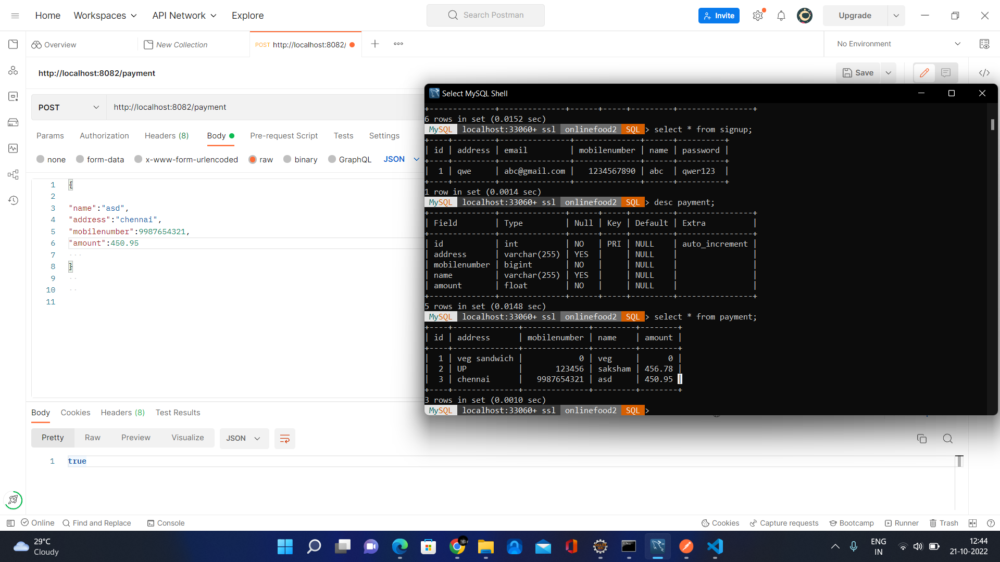 Home Workspaces API Network Explore Search Postman Invite Upgrade
Overview New Collection POST http://localhost:8082/ No Environment
http://localhost:8082/payment Save
POST http://localhost:8082/payment
Params Authorization Headers (8) Body Pre-request Script Tests Settings
none form-data x-www-form-urlencoded raw binary GraphQL JSON
1 {
2
3 "name":"asd",
4 "address":"chennai",
5 "mobilenumber":9987654321,
6 "amount":450.95
7 ...
8 }
9 ..
10 ..
11
Select MySQL Shell
+--------------+--------------+------+-----+---------+----------------+
6 rows in set (0.0152 sec)
MySQL localhost:33060+ ssl onlinefood2 SQL > select * from signup;
+----+---------+---------------+--------------+------+----------+
| id | address | email         | mobilenumber | name | password |
+----+---------+---------------+--------------+------+----------+
|  1 | qwe     | abc@gmail.com |   1234567890 | abc  | qwer123  |
+----+---------+---------------+--------------+------+----------+
1 row in set (0.0014 sec)
MySQL localhost:33060+ ssl onlinefood2 SQL > desc payment;
+--------------+--------------+------+-----+---------+----------------+
| Field        | Type         | Null | Key | Default | Extra          |
+--------------+--------------+------+-----+---------+----------------+
| id           | int          | NO   | PRI | NULL    | auto_increment |
| address      | varchar(255) | YES  |     | NULL    |                |
| mobilenumber | bigint       | NO   |     | NULL    |                |
| name         | varchar(255) | YES  |     | NULL    |                |
| amount       | float        | NO   |     | NULL    |                |
+--------------+--------------+------+-----+---------+----------------+
5 rows in set (0.0148 sec)
MySQL localhost:33060+ ssl onlinefood2 SQL > select * from payment;
+----+--------------+--------------+---------+--------+
| id | address      | mobilenumber | name    | amount |
+----+--------------+--------------+---------+--------+
|  1 | veg sandwich |            0 | veg     |      0 |
|  2 | UP           |       123456 | saksham | 456.78 |
|  3 | chennai      |   9987654321 | asd     | 450.95 |
+----+--------------+--------------+---------+--------+
3 rows in set (0.0010 sec)
MySQL localhost:33060+ ssl onlinefood2 SQL >
Body Cookies Headers (8) Test Results
Pretty Raw Preview Visualize JSON
1 true
Online Find and Replace Console Cookies Capture requests Bootcamp Runner Trash
29°C
Cloudy
ENG
IN
12:44
21-10-2022